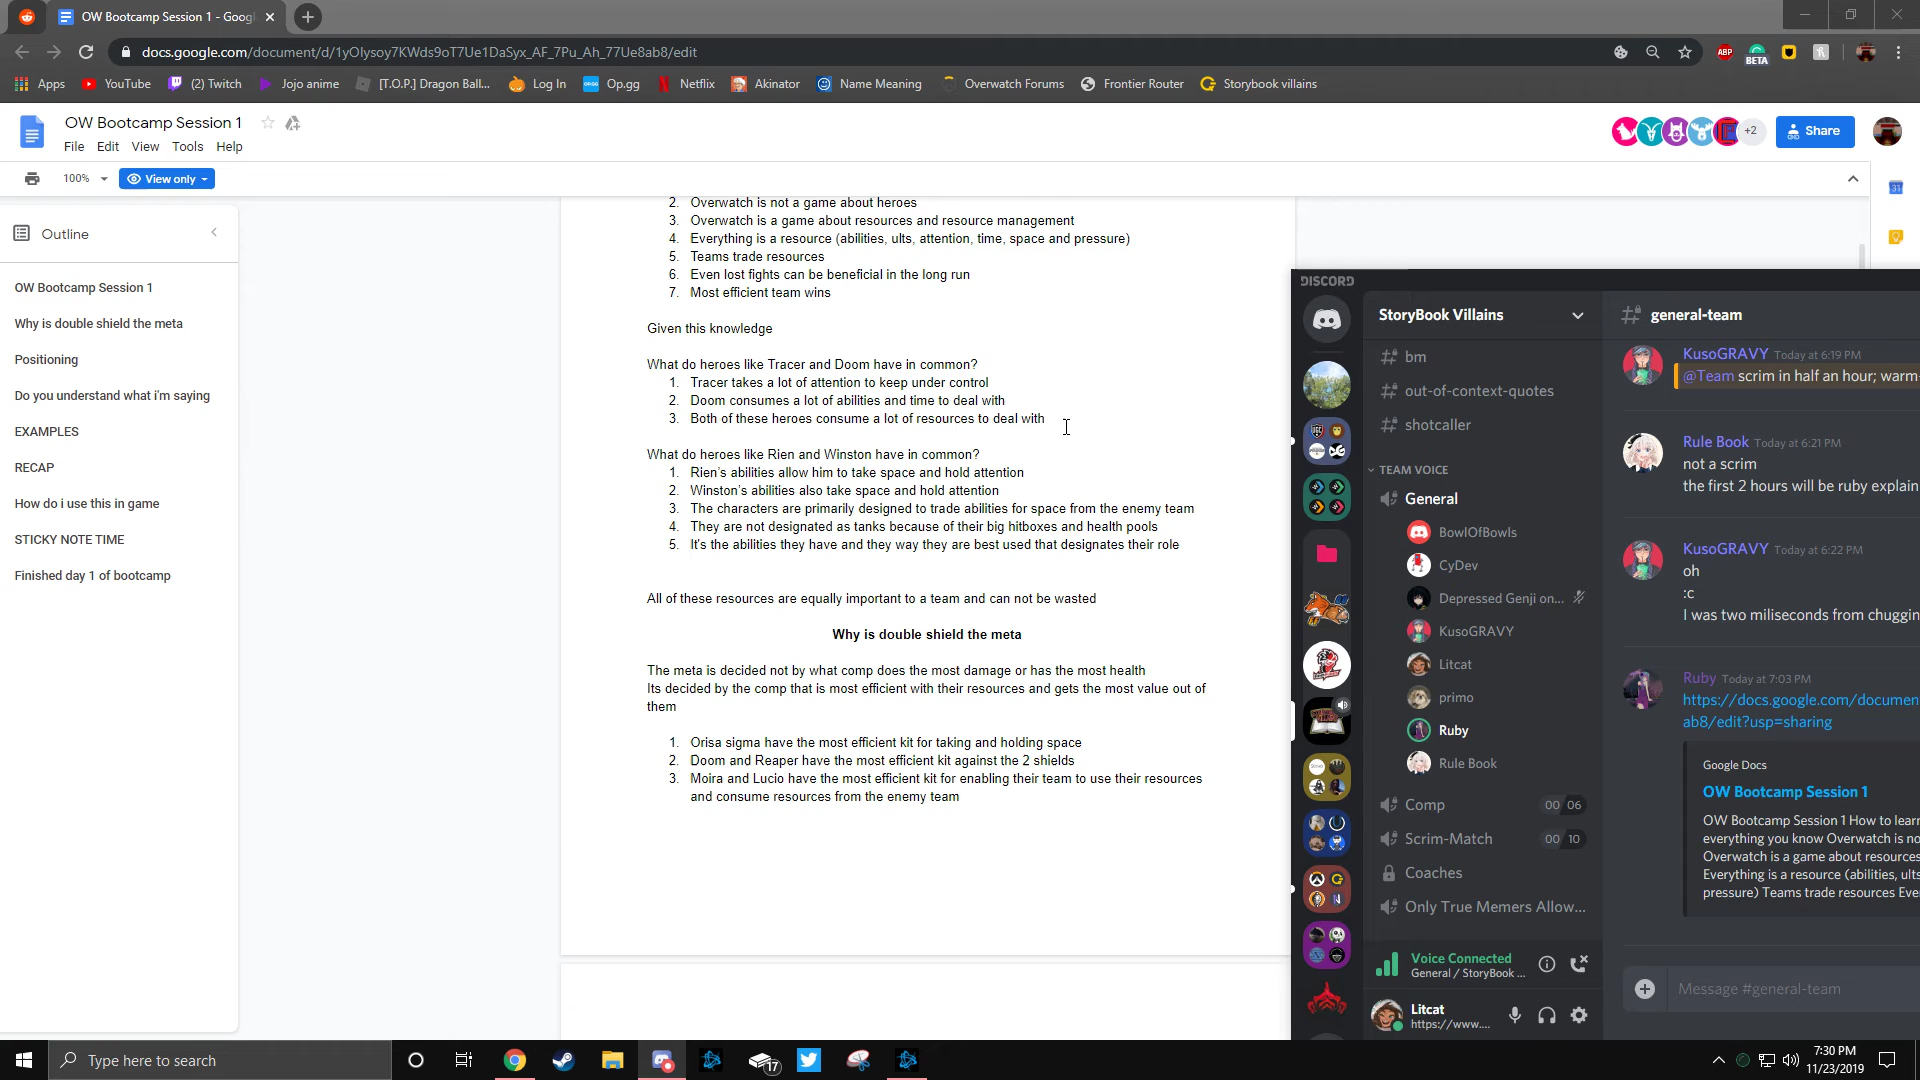 OW Bootcamp Session 1 - Googl
docs.google.com/document/d/1yOIysoy7KWds9oT7Ue1DaSyx_AF_7Pu_Ah_77Ue8ab8/edit
ABP
BETA
Apps
YouTube
(2) Twitch
Jojo anime
[T.O.P.] Dragon Ball...
Log In
Op.gg
Netflix
Akinator
Name Meaning
Overwatch Forums
Frontier Router
Storybook villains
OW Bootcamp Session 1
File Edit View Tools Help
+2
Share
100%
View only
31
Outline
OW Bootcamp Session 1
Why is double shield the meta
Positioning
Do you understand what i'm saying
EXAMPLES
RECAP
How do i use this in game
STICKY NOTE TIME
Finished day 1 of bootcamp
2. Overwatch is not a game about heroes
3. Overwatch is a game about resources and resource management
4. Everything is a resource (abilities, ults, attention, time, space and pressure)
5. Teams trade resources
6. Even lost fights can be beneficial in the long run
7. Most efficient team wins
Given this knowledge
What do heroes like Tracer and Doom have in common?
1. Tracer takes a lot of attention to keep under control
2. Doom consumes a lot of abilities and time to deal with
3. Both of these heroes consume a lot of resources to deal with
What do heroes like Rien and Winston have in common?
1. Rien's abilities allow him to take space and hold attention
2. Winston's abilities also take space and hold attention
3. The characters are primarily designed to trade abilities for space from the enemy team
4. They are not designated as tanks because of their big hitboxes and health pools
5. It's the abilities they have and they way they are best used that designates their role
All of these resources are equally important to a team and can not be wasted
Why is double shield the meta
The meta is decided not by what comp does the most damage or has the most health
Its decided by the comp that is most efficient with their resources and gets the most value out of
them
1. Orisa sigma have the most efficient kit for taking and holding space
2. Doom and Reaper have the most efficient kit against the 2 shields
3. Moira and Lucio have the most efficient kit for enabling their team to use their resources
and consume resources from the enemy team
DISCORD
StoryBook Villains
bm
out-of-context-quotes
shotcaller
TEAM VOICE
General
BowlOfBowls
CyDev
Depressed Genji on...
KusoGRAVY
Litcat
primo
Ruby
Rule Book
Comp 00 06
Scrim-Match 00 10
Coaches
Only True Memers Allow...
Voice Connected
General / StoryBook ...
Litcat
https://www....
general-team
KusoGRAVY Today at 6:19 PM
@Team scrim in half an hour; warm-
Rule Book Today at 6:21 PM
not a scrim
the first 2 hours will be ruby explain
KusoGRAVY Today at 6:22 PM
oh
:c
I was two miliseconds from chuggin
Ruby Today at 7:03 PM
https://docs.google.com/documen
ab8/edit?usp=sharing
Google Docs
OW Bootcamp Session 1
OW Bootcamp Session 1 How to learn
everything you know Overwatch is no
Overwatch is a game about resources
Everything is a resource (abilities, ults
pressure) Teams trade resources Eve
Message #general-team
Type here to search
17
7:30 PM
11/23/2019